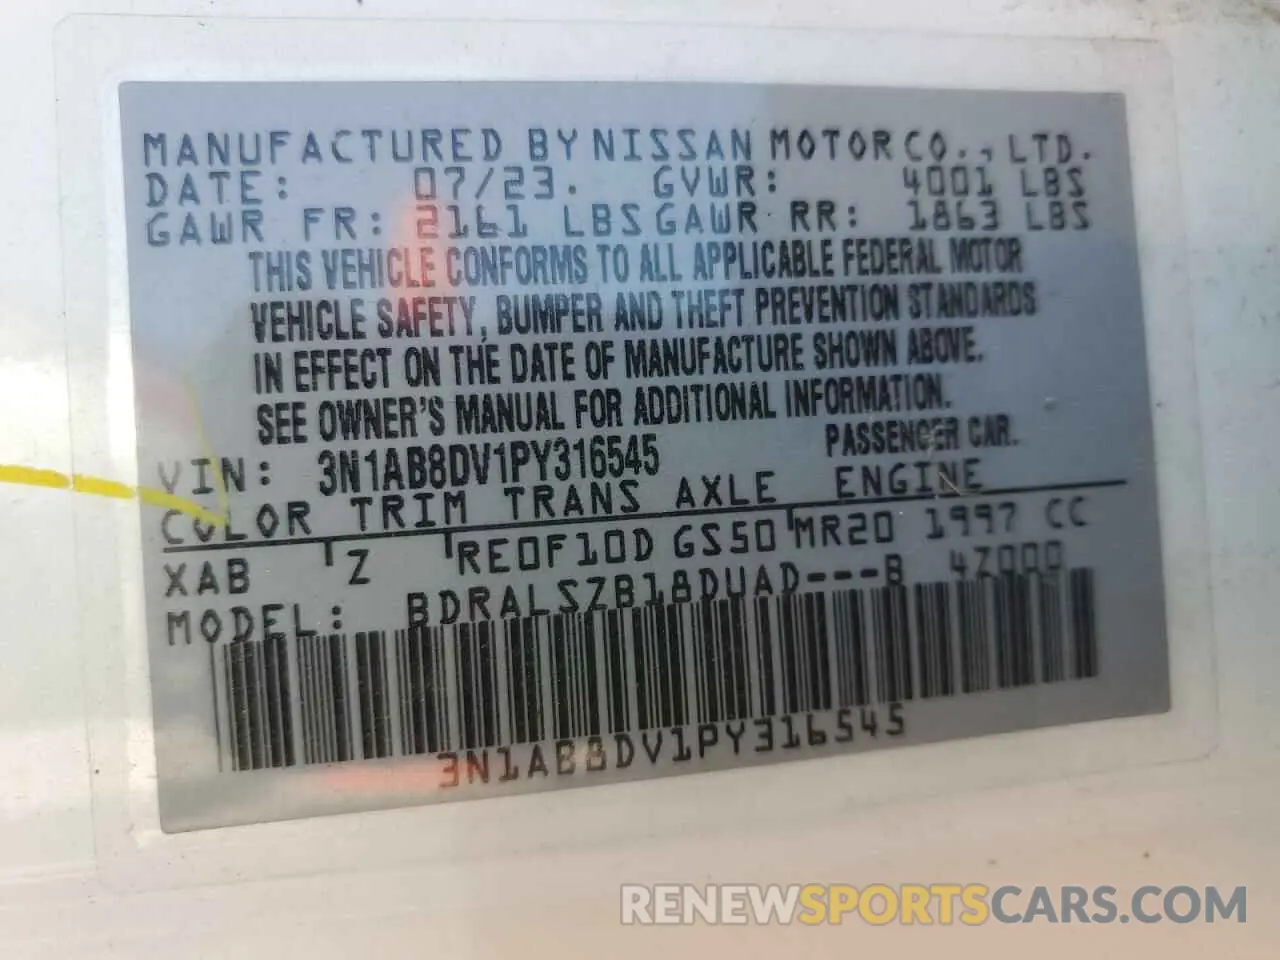 MANUFACTURED BY NISSAN MOTOR CO., LTD.
DATE: 07/23. GVWR: 4001 LBS
GAWR FR: 2161 LBS GAWR RR: 1863 LBS
THIS VEHICLE CONFORMS TO ALL APPLICABLE FEDERAL MOTOR
VEHICLE SAFETY, BUMPER AND THEFT PREVENTION STANDARDS
IN EFFECT ON THE DATE OF MANUFACTURE SHOWN ABOVE.
SEE OWNER'S MANUAL FOR ADDITIONAL INFORMATION.
VIN: 3N1AB8DV1PY316545 PASSENGER CAR.
COLOR TRIM TRANS AXLE ENGINE
XAB Z RE0F10D GS50 MR20 1997 CC
MODEL: BDRALSZB18DUAD---B 4Z000
3N1AB8DV1PY316545
RENEWSPORTSCARS.COM